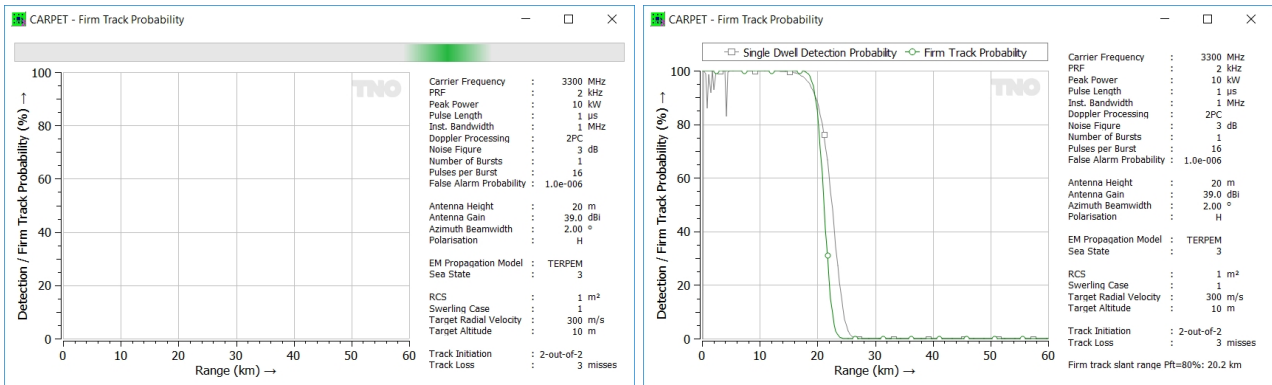 CARPET - Firm Track Probability
TNO
Detection / Firm Track Probability (%) →
100
80
60
40
20
0
0 10 20 30 40 50 60
Range (km) →
Carrier Frequency : 3300 MHz
PRF : 2 kHz
Peak Power : 10 kW
Pulse Length : 1 µs
Inst. Bandwidth : 1 MHz
Doppler Processing : 2PC
Noise Figure : 3 dB
Number of Bursts : 1
Pulses per Burst : 16
False Alarm Probability : 1.0e-006
Antenna Height : 20 m
Antenna Gain : 39.0 dBi
Azimuth Beamwidth : 2.00 °
Polarisation : H
EM Propagation Model : TERPEM
Sea State : 3
RCS : 1 m²
Swerling Case : 1
Target Radial Velocity : 300 m/s
Target Altitude : 10 m
Track Initiation : 2-out-of-2
Track Loss : 3 misses
CARPET - Firm Track Probability
Single Dwell Detection Probability Firm Track Probability
TNO
Detection / Firm Track Probability (%) →
100
80
60
40
20
0
0 10 20 30 40 50 60
Range (km) →
Carrier Frequency : 3300 MHz
PRF : 2 kHz
Peak Power : 10 kW
Pulse Length : 1 µs
Inst. Bandwidth : 1 MHz
Doppler Processing : 2PC
Noise Figure : 3 dB
Number of Bursts : 1
Pulses per Burst : 16
False Alarm Probability : 1.0e-006
Antenna Height : 20 m
Antenna Gain : 39.0 dBi
Azimuth Beamwidth : 2.00 °
Polarisation : H
EM Propagation Model : TERPEM
Sea State : 3
RCS : 1 m²
Swerling Case : 1
Target Radial Velocity : 300 m/s
Target Altitude : 10 m
Track Initiation : 2-out-of-2
Track Loss : 3 misses
Firm track slant range Pft=80%: 20.2 km